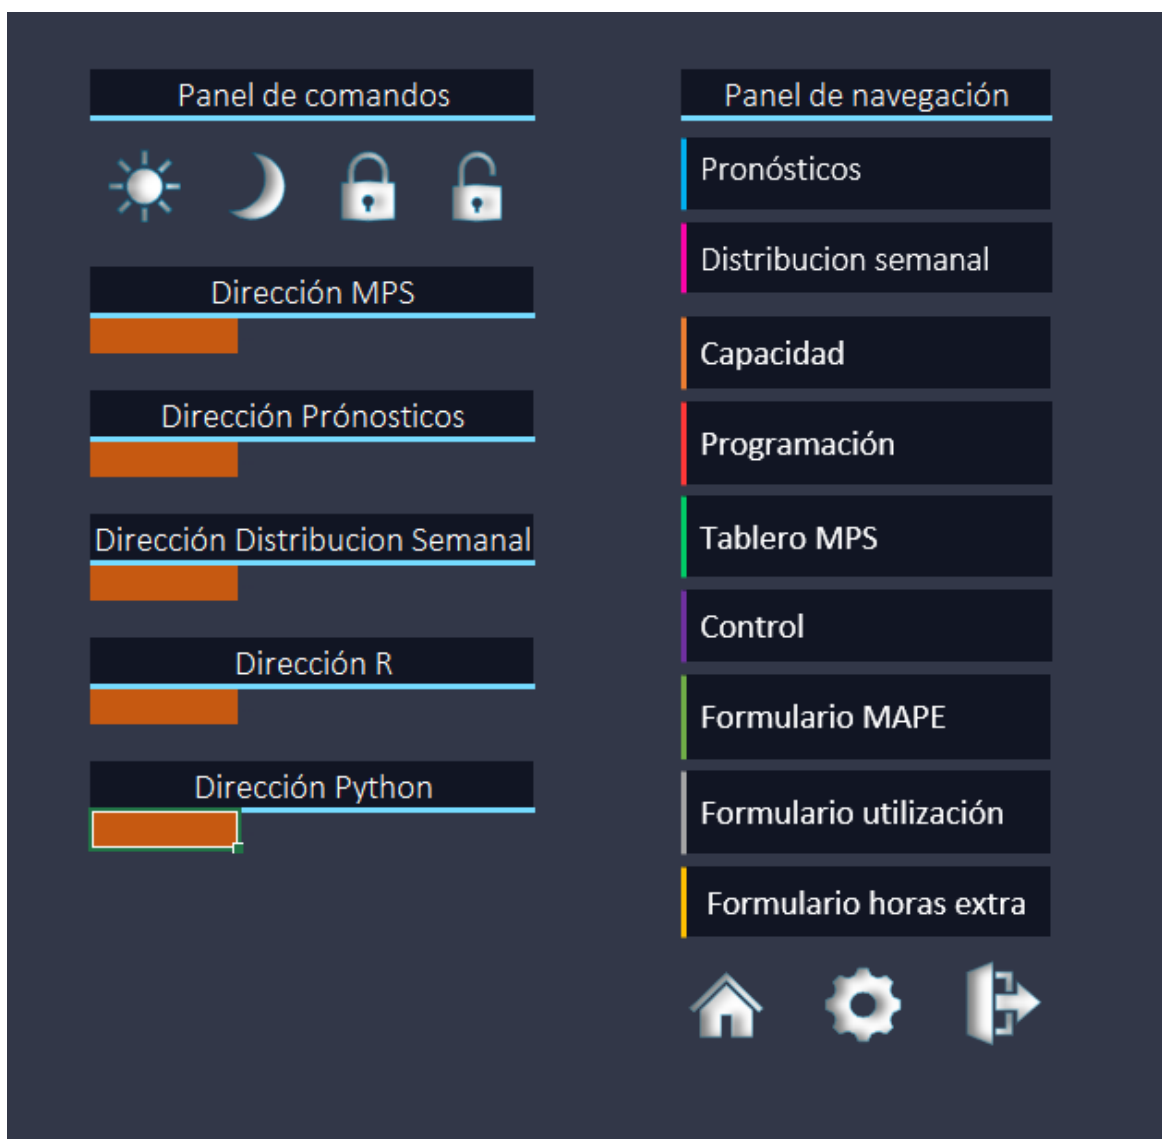 Panel de comandos
Dirección MPS
Dirección Prónosticos
Dirección Distribucion Semanal
Dirección R
Dirección Python
Panel de navegación
Pronósticos
Distribucion semanal
Capacidad
Programación
Tablero MPS
Control
Formulario MAPE
Formulario utilización
Formulario horas extra